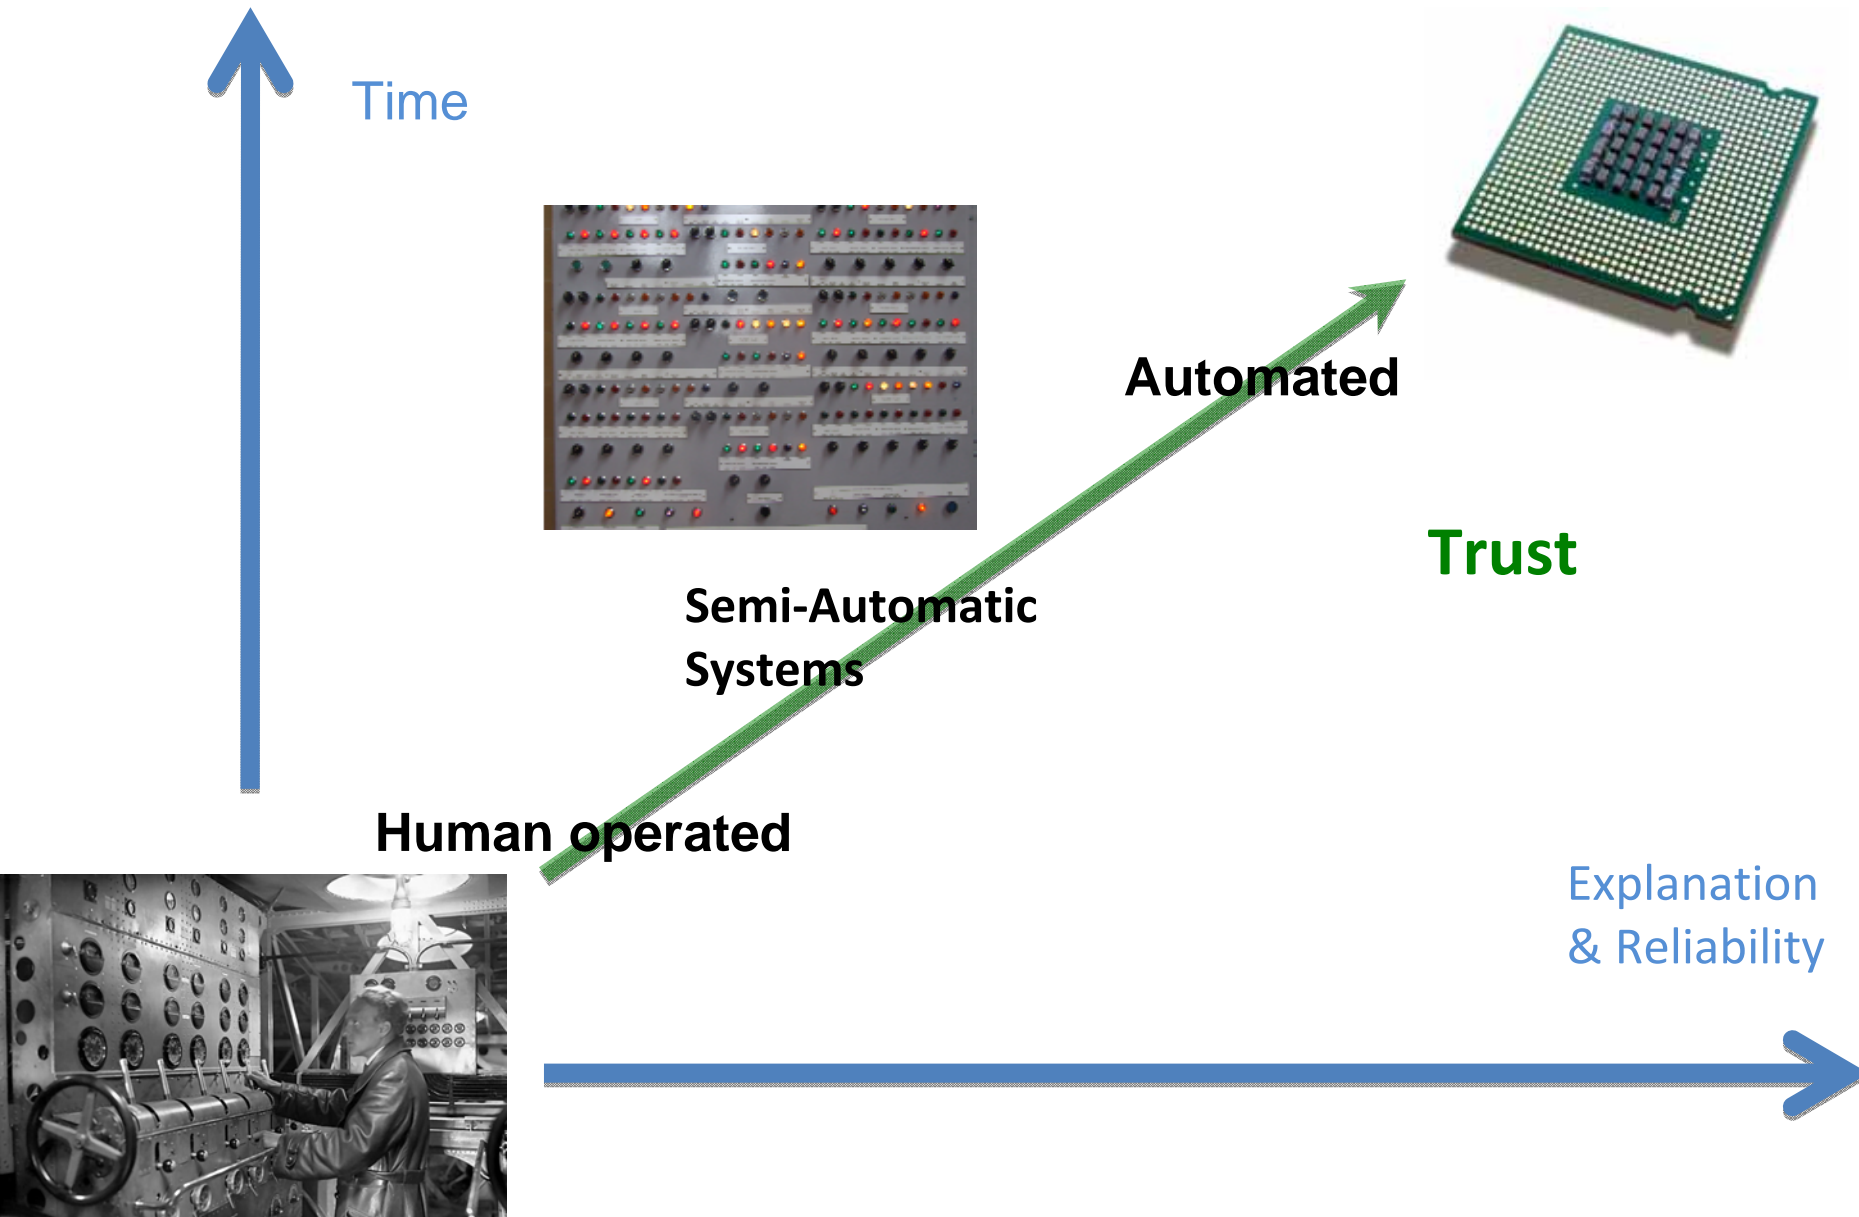 Time
Automated
Trust
Semi-Automatic
Systems
Human operated
Explanation
& Reliability